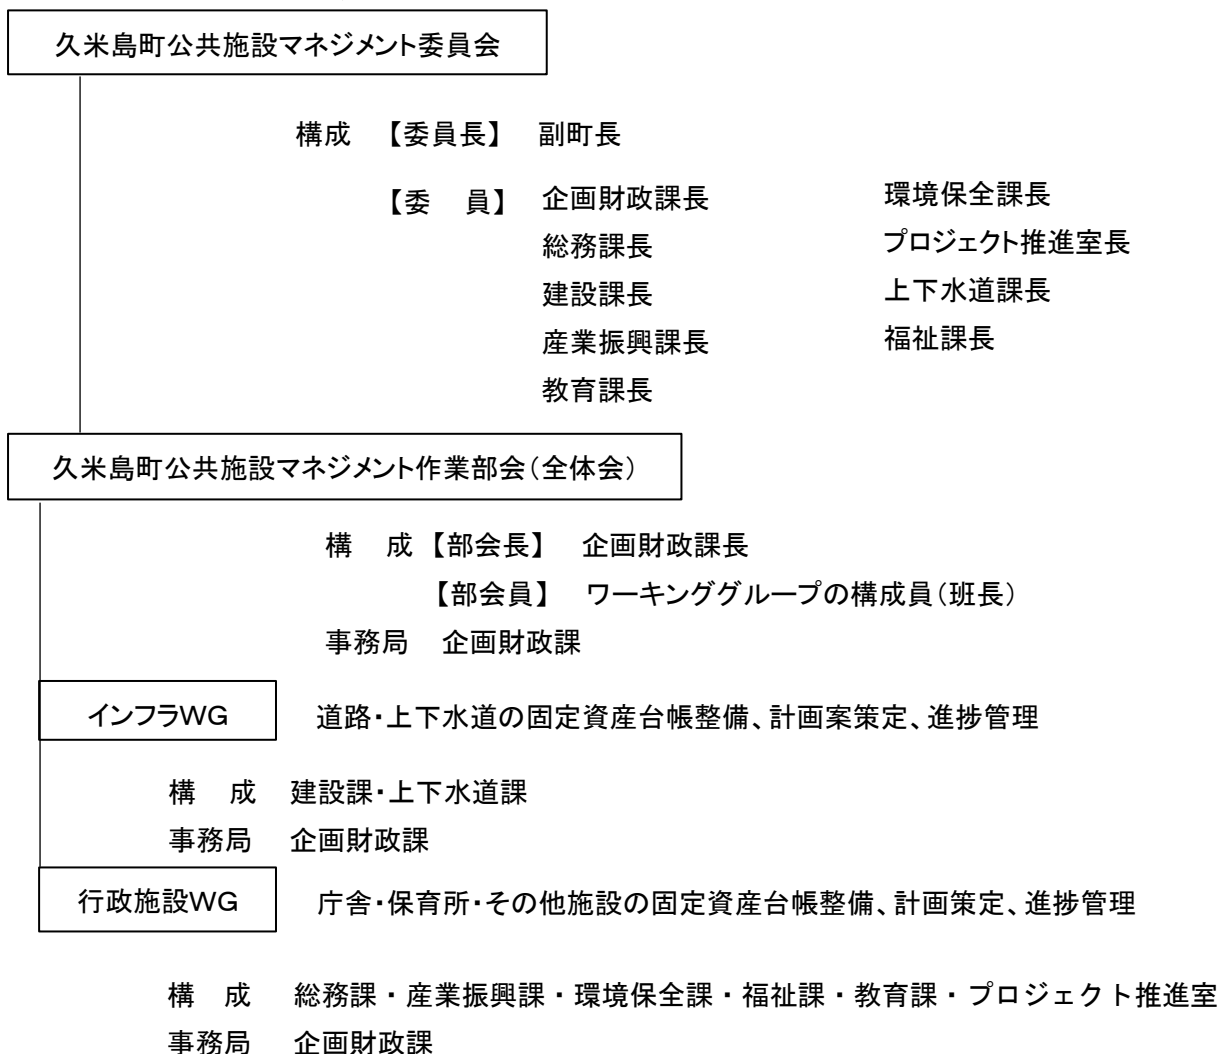 久米島町公共施設マネジメント委員会
構成 【委員長】 副町長
【委 員】 企画財政課長 環境保全課長
総務課長 プロジェクト推進室長
建設課長 上下水道課長
産業振興課長 福祉課長
教育課長
久米島町公共施設マネジメント作業部会(全体会)
構 成 【部会長】 企画財政課長
【部会員】 ワーキンググループの構成員(班長)
事務局 企画財政課
インフラWG 道路・上下水道の固定資産台帳整備、計画案策定、進捗管理
構 成 建設課・上下水道課
事務局 企画財政課
行政施設WG 庁舎・保育所・その他施設の固定資産台帳整備、計画策定、進捗管理
構 成 総務課・産業振興課・環境保全課・福祉課・教育課・プロジェクト推進室
事務局 企画財政課